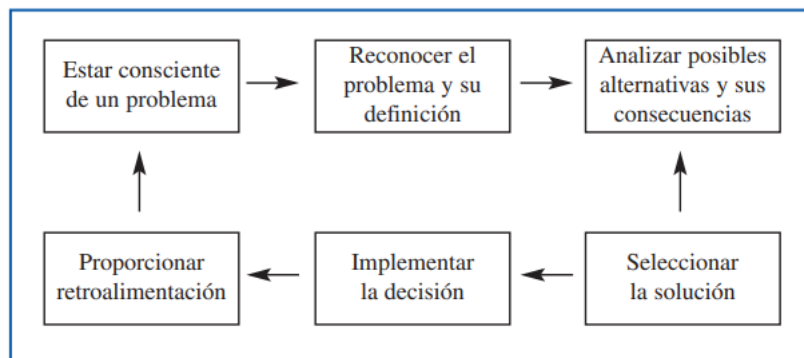 Estar consciente
de un problema
Reconocer el
problema y su
definición
Analizar posibles
alternativas y sus
consecuencias
Proporcionar
retroalimentación
Implementar
la decisión
Seleccionar
la solución